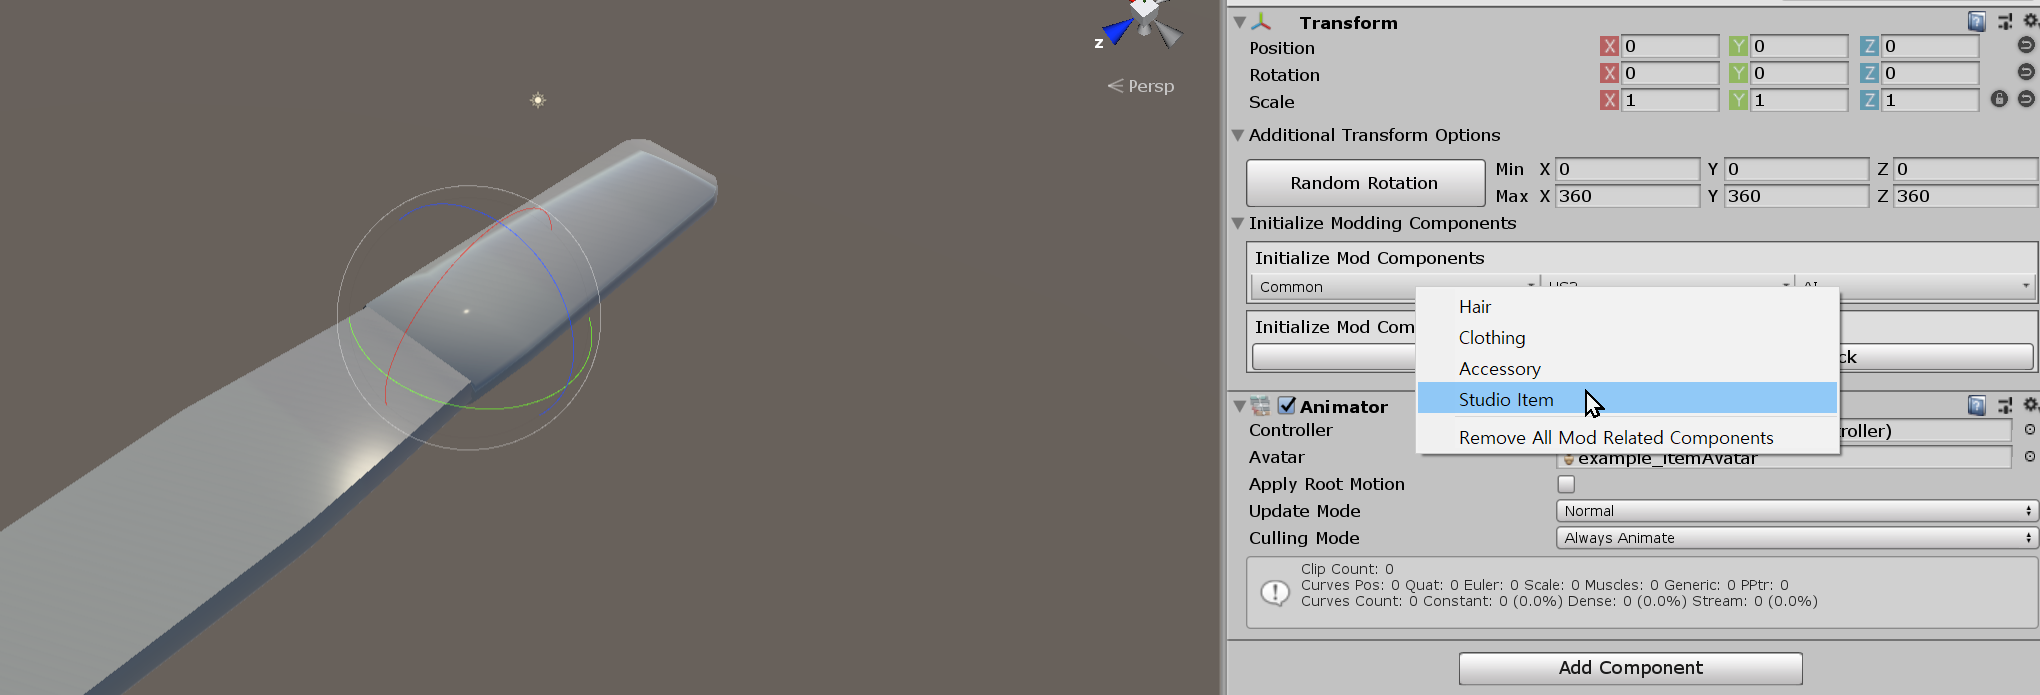 z
Persp
Transform
Position X 0 Y 0 Z 0
Rotation X 0 Y 0 Z 0
Scale X 1 Y 1 Z 1
Additional Transform Options
Random Rotation
Min X 0 Y 0 Z 0
Max X 360 Y 360 Z 360
Initialize Modding Components
Initialize Mod Components
Common
Initialize Mod Com
ck
Hair
Clothing
Accessory
Studio Item
Remove All Mod Related Components
Animator
Controller roller)
Avatar example_itemAvatar
Apply Root Motion
Update Mode Normal
Culling Mode Always Animate
Clip Count: 0
Curves Pos: 0 Quat: 0 Euler: 0 Scale: 0 Muscles: 0 Generic: 0 PPtr: 0
Curves Count: 0 Constant: 0 (0.0%) Dense: 0 (0.0%) Stream: 0 (0.0%)
Add Component